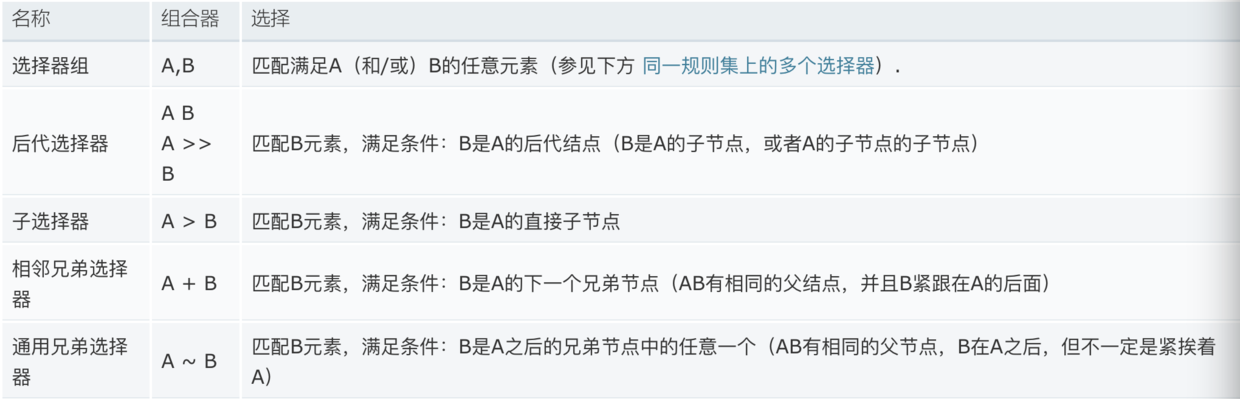 名称 组合器 选择
选择器组 A,B 匹配满足A（和/或）B的任意元素（参见下方 同一规则集上的多个选择器）.
后代选择器
A B
A >>
B
匹配B元素，满足条件：B是A的后代结点（B是A的子节点，或者A的子节点的子节点）
子选择器 A > B 匹配B元素，满足条件：B是A的直接子节点
相邻兄弟选择
器
A + B 匹配B元素，满足条件：B是A的下一个兄弟节点（AB有相同的父结点，并且B紧跟在A的后面）
通用兄弟选择
器
A ~ B
匹配B元素，满足条件：B是A之后的兄弟节点中的任意一个（AB有相同的父节点，B在A之后，但不一定是紧挨着
A）